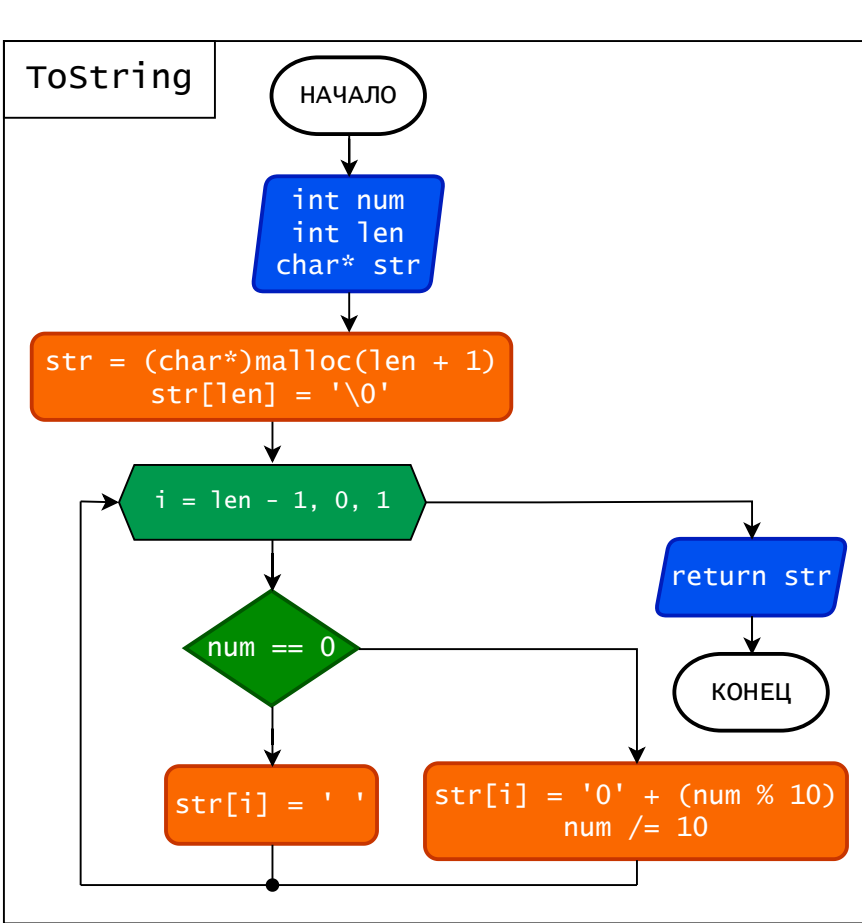 ToString
НАЧАЛО
int num
int len
char* str
str = (char*)malloc(len + 1)
str[len] = '\0'
i = len - 1, 0, 1
return str
num == 0
КОНЕЦ
str[i] = ' '
str[i] = '0' + (num % 10)
num /= 10